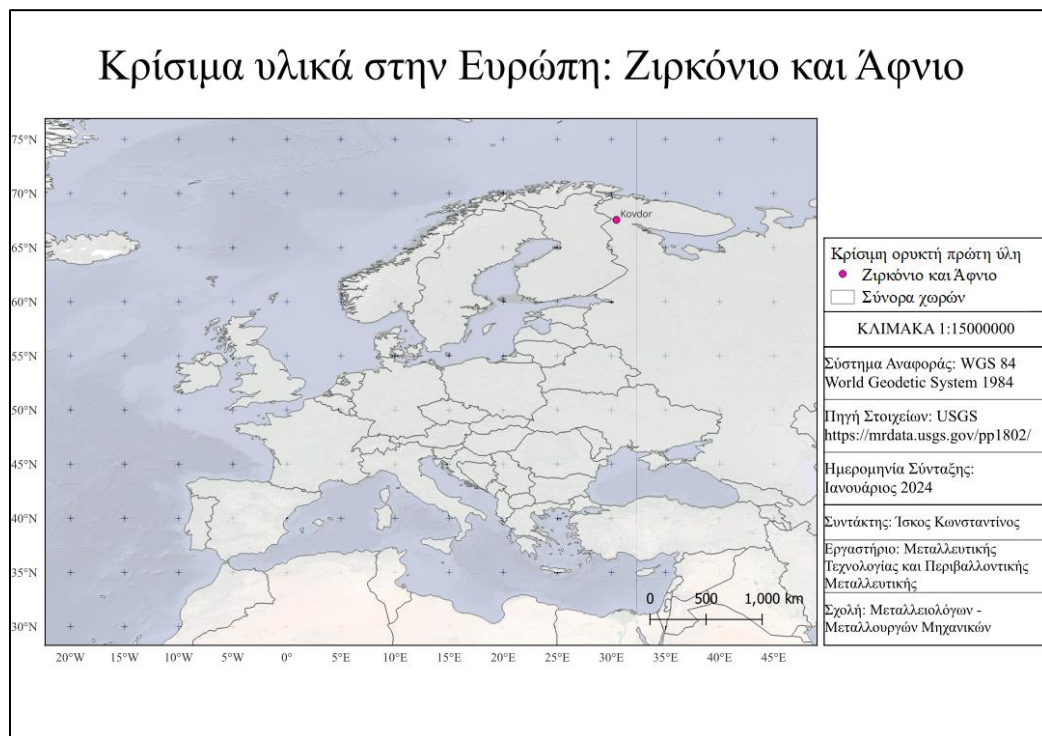 Κρίσιμα υλικά στην Ευρώπη: Ζιρκόνιο και Άφνιο
75°N
70°N
65°N
60°N
55°N
50°N
45°N
40°N
35°N
30°N
Kovdor
0 500 1,000 km
20°W 15°W 10°W 5°W 0° 5°E 10°E 15°E 20°E 25°E 30°E 35°E 40°E 45°E
Κρίσιμη ορυκτή πρώτη ύλη
Ζιρκόνιο και Άφνιο
Σύνορα χωρών
ΚΛΙΜΑΚΑ 1:15000000
Σύστημα Αναφοράς: WGS 84
World Geodetic System 1984
Πηγή Στοιχείων: USGS
https://mrdata.usgs.gov/pp1802/
Ημερομηνία Σύνταξης:
Ιανουάριος 2024
Συντάκτης: Ίσκος Κωνσταντίνος
Εργαστήριο: Μεταλλευτικής
Τεχνολογίας και Περιβαλλοντικής
Μεταλλευτικής
Σχολή: Μεταλλειολόγων -
Μεταλλουργών Μηχανικών